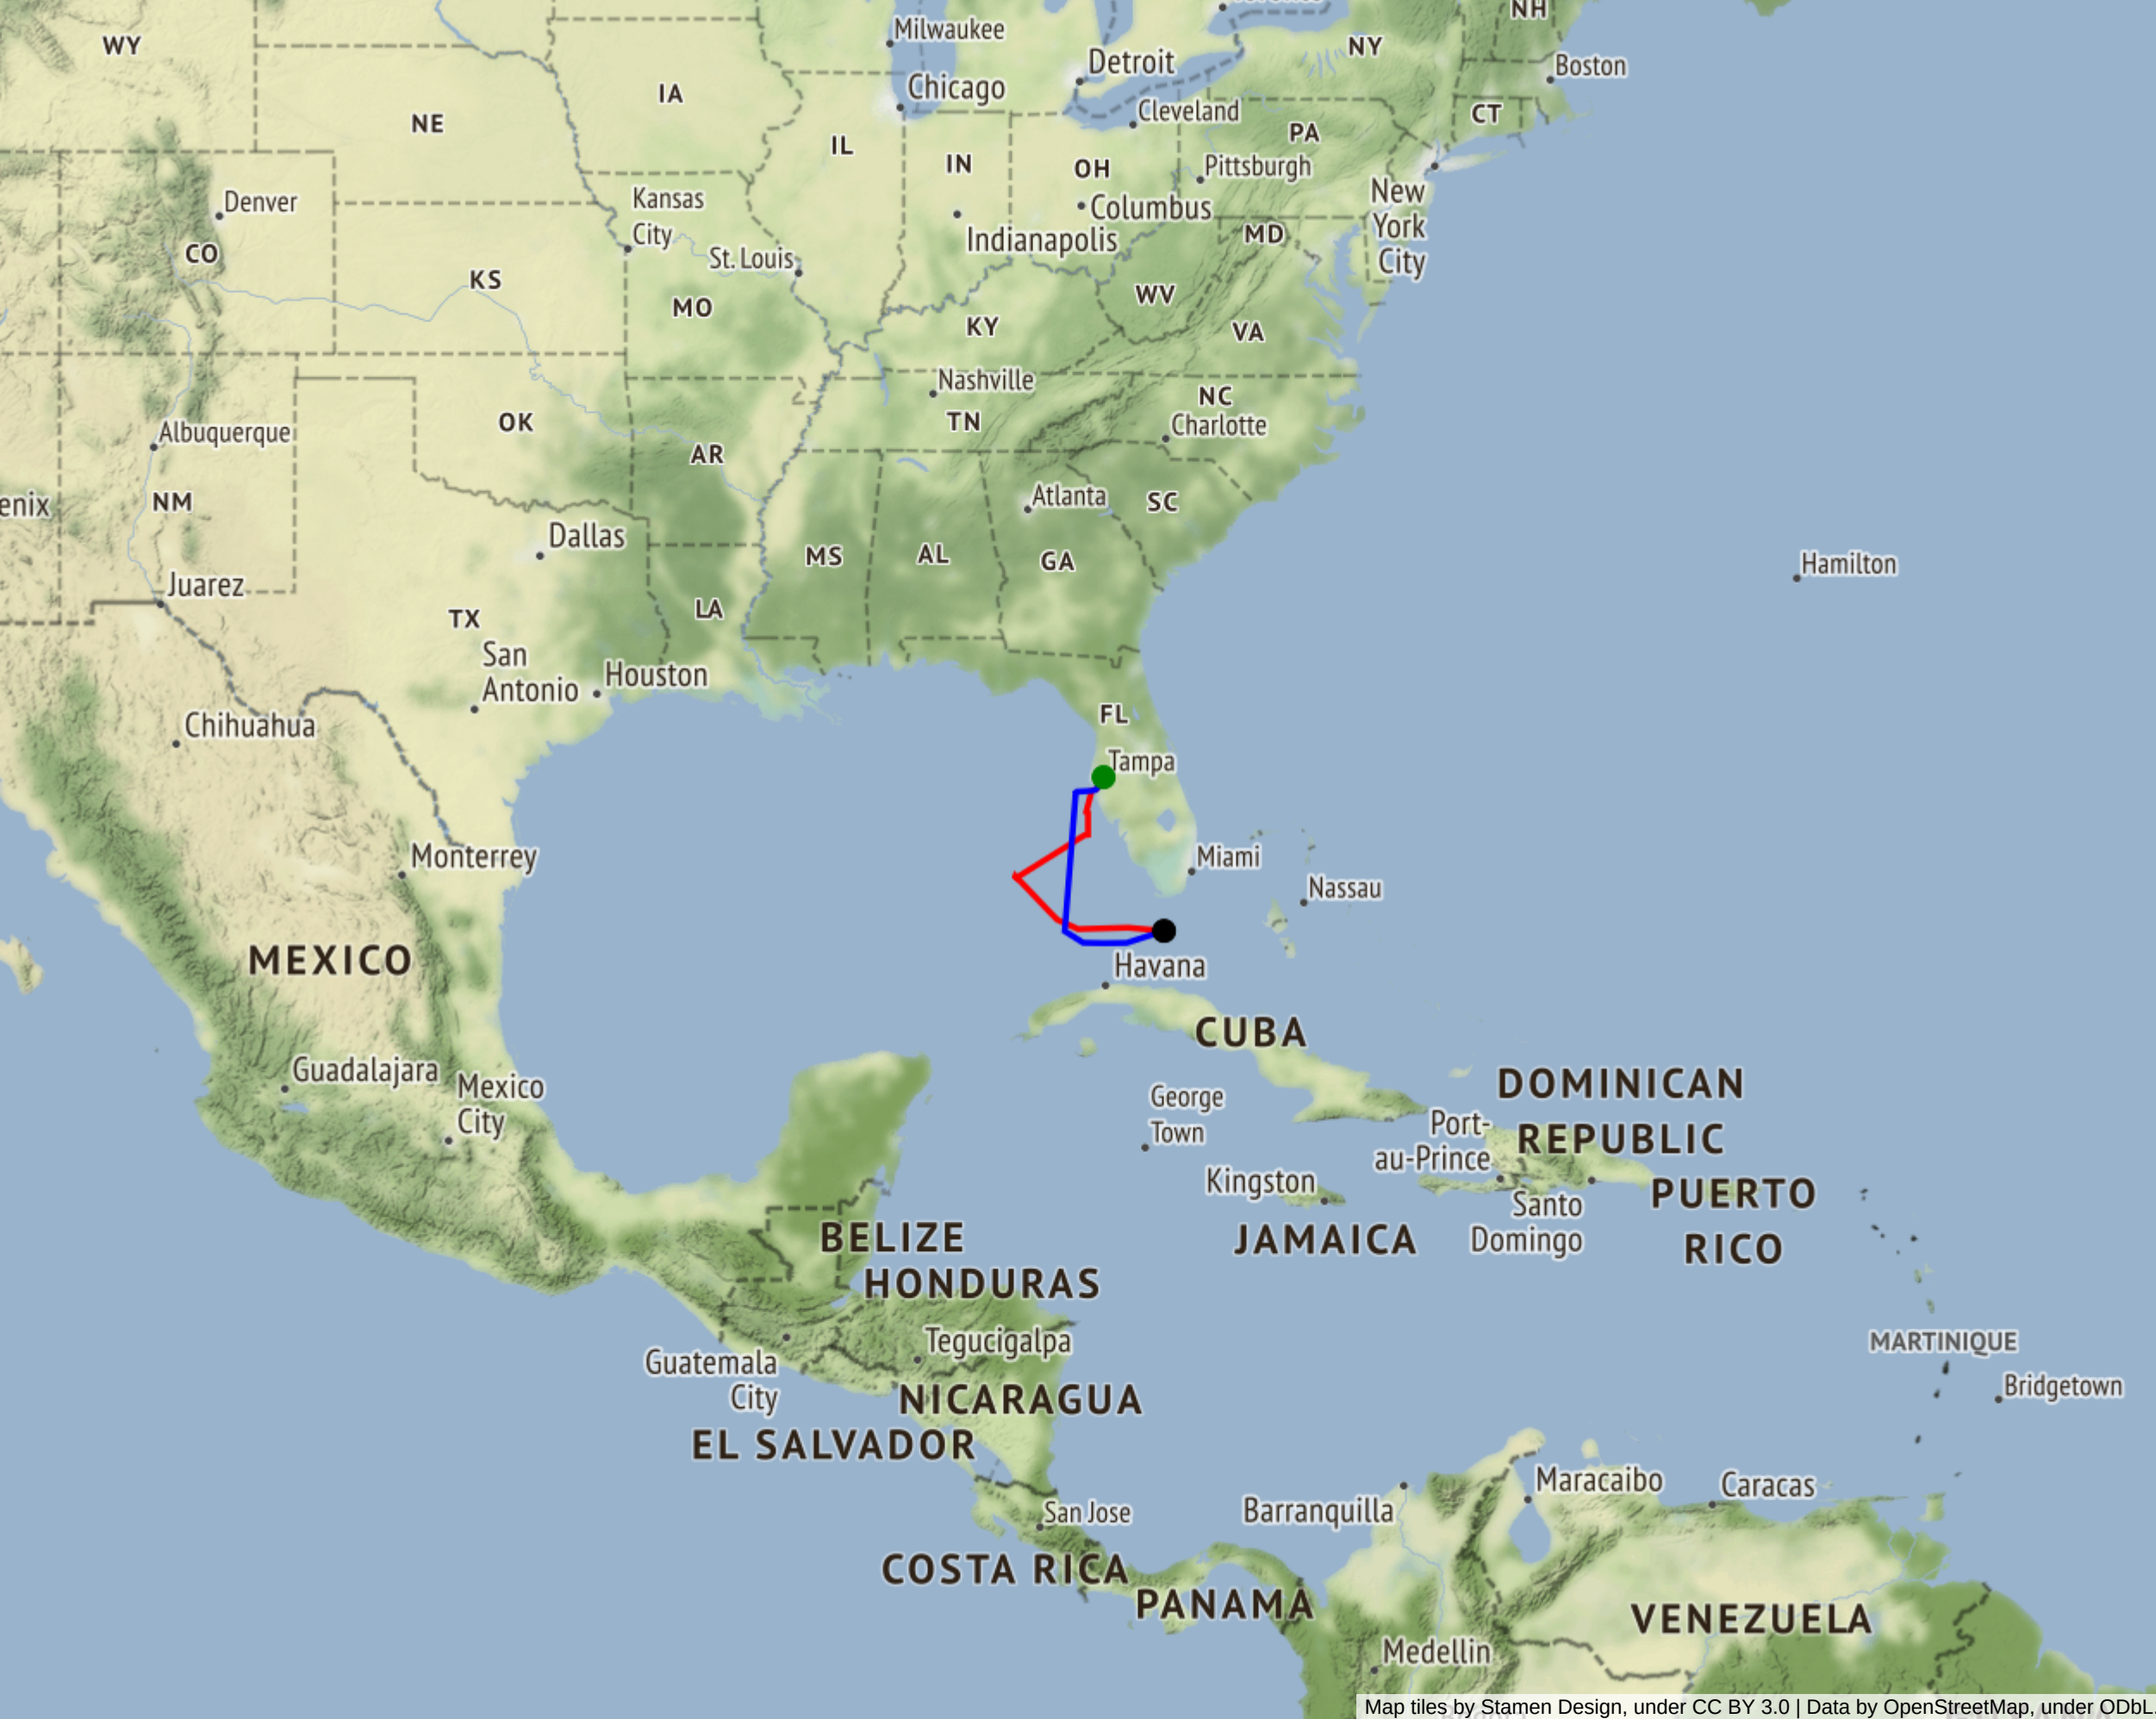 NH
WY
Milwaukee
NY
Detroit
Boston
Chicago
IA
Cleveland
CT
NE
PA
IL
IN
OH
Pittsburgh
Denver
Kansas
City
Columbus
New
York
City
MD
Indianapolis
CO
St. Louis
KS
WV
MO
KY
VA
Nashville
NC
OK
TN
Charlotte
Albuquerque
AR
Atlanta
SC
NM
enix
Dallas
MS
AL
GA
Hamilton
Juarez
LA
TX
San
Antonio
Houston
FL
Chihuahua
Tampa
Monterrey
Miami
Nassau
MEXICO
Havana
CUBA
Guadalajara
Mexico
City
George
Town
DOMINICAN
REPUBLIC
Port-
au-Prince
Kingston
PUERTO
RICO
Santo
Domingo
JAMAICA
BELIZE
HONDURAS
Tegucigalpa
MARTINIQUE
Guatemala
City
Bridgetown
NICARAGUA
EL SALVADOR
Maracaibo
Caracas
San Jose
Barranquilla
COSTA RICA
PANAMA
VENEZUELA
Medellin
Map tiles by Stamen Design, under CC BY 3.0 | Data by OpenStreetMap, under ODbL